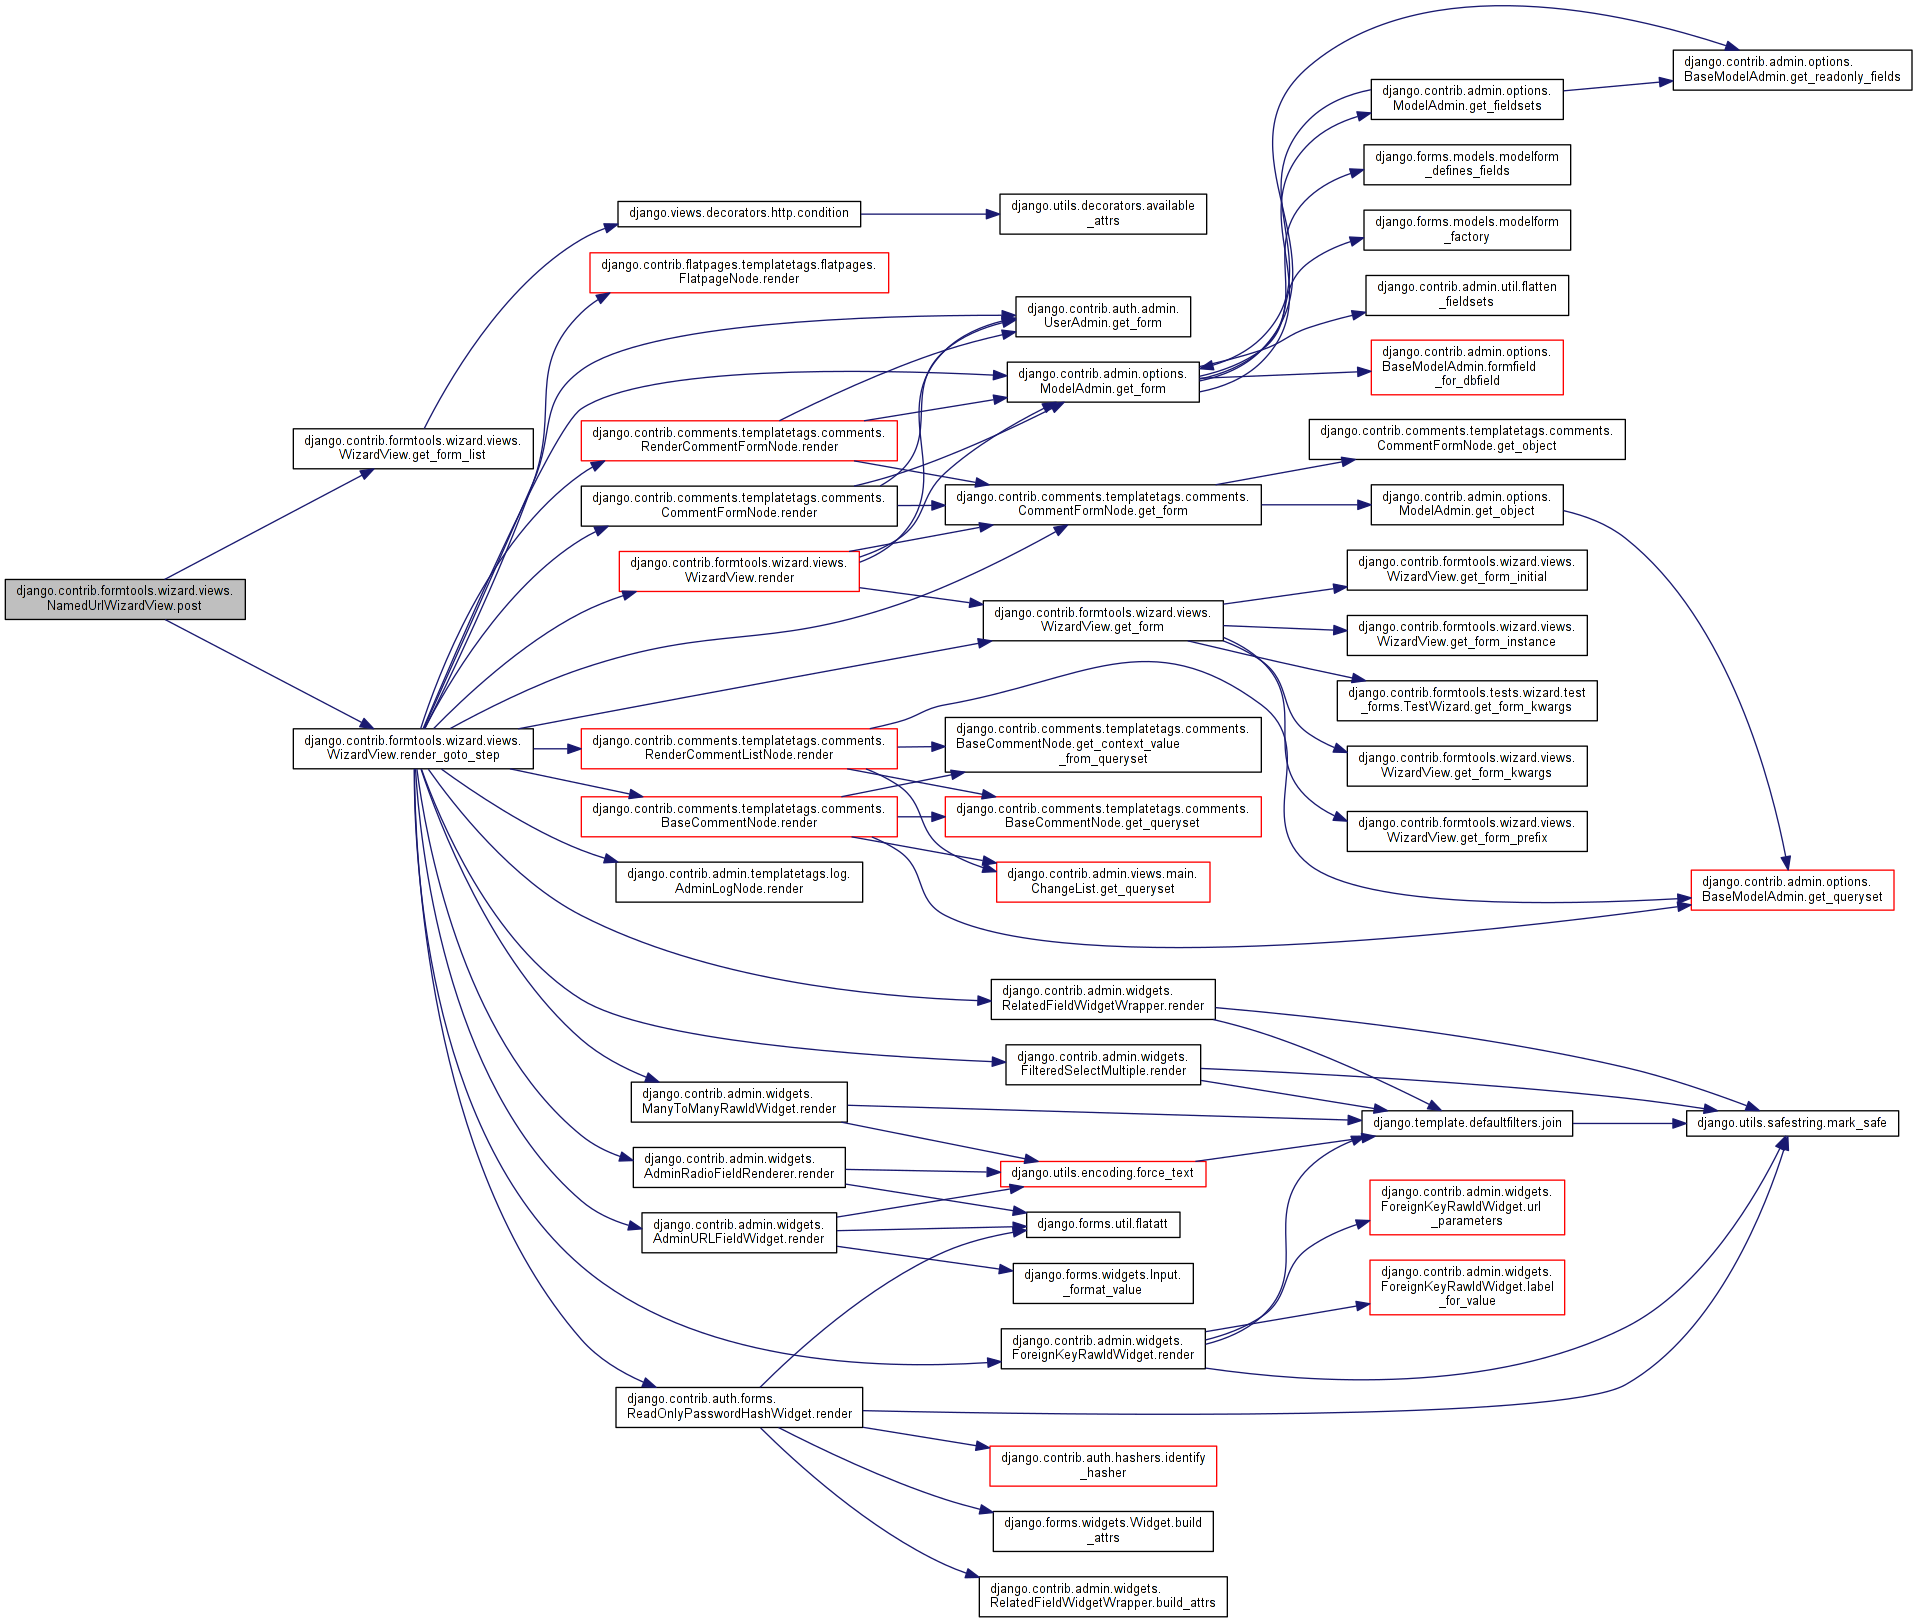 django.contrib.formtools.wizard.views.
NamedUrlWizardView.post
django.contrib.formtools.wizard.views.
WizardView.get_form_list
django.contrib.formtools.wizard.views.
WizardView.render_goto_step
django.views.decorators.http.condition
django.contrib.flatpages.templatetags.flatpages.
FlatpageNode.render
django.contrib.comments.templatetags.comments.
RenderCommentFormNode.render
django.contrib.comments.templatetags.comments.
CommentFormNode.render
django.contrib.formtools.wizard.views.
WizardView.render
django.contrib.comments.templatetags.comments.
RenderCommentListNode.render
django.contrib.comments.templatetags.comments.
BaseCommentNode.render
django.contrib.admin.templatetags.log.
AdminLogNode.render
django.contrib.admin.widgets.
ManyToManyRawIdWidget.render
django.contrib.admin.widgets.
AdminRadioFieldRenderer.render
django.contrib.admin.widgets.
AdminURLFieldWidget.render
django.contrib.auth.forms.
ReadOnlyPasswordHashWidget.render
django.utils.decorators.available
_attrs
django.contrib.auth.admin.
UserAdmin.get_form
django.contrib.admin.options.
ModelAdmin.get_form
django.contrib.comments.templatetags.comments.
CommentFormNode.get_form
django.contrib.formtools.wizard.views.
WizardView.get_form
django.contrib.comments.templatetags.comments.
BaseCommentNode.get_context_value
_from_queryset
django.contrib.comments.templatetags.comments.
BaseCommentNode.get_queryset
django.contrib.admin.views.main.
ChangeList.get_queryset
django.contrib.admin.widgets.
RelatedFieldWidgetWrapper.render
django.contrib.admin.widgets.
FilteredSelectMultiple.render
django.utils.encoding.force_text
django.forms.util.flatatt
django.forms.widgets.Input.
_format_value
django.contrib.admin.widgets.
ForeignKeyRawIdWidget.render
django.contrib.auth.hashers.identify
_hasher
django.forms.widgets.Widget.build
_attrs
django.contrib.admin.widgets.
RelatedFieldWidgetWrapper.build_attrs
django.contrib.admin.options.
ModelAdmin.get_fieldsets
django.forms.models.modelform
_defines_fields
django.forms.models.modelform
_factory
django.contrib.admin.util.flatten
_fieldsets
django.contrib.admin.options.
BaseModelAdmin.formfield
_for_dbfield
django.contrib.comments.templatetags.comments.
CommentFormNode.get_object
django.contrib.admin.options.
ModelAdmin.get_object
django.contrib.formtools.wizard.views.
WizardView.get_form_initial
django.contrib.formtools.wizard.views.
WizardView.get_form_instance
django.contrib.formtools.tests.wizard.test
_forms.TestWizard.get_form_kwargs
django.contrib.formtools.wizard.views.
WizardView.get_form_kwargs
django.contrib.formtools.wizard.views.
WizardView.get_form_prefix
django.template.defaultfilters.join
django.contrib.admin.widgets.
ForeignKeyRawIdWidget.url
_parameters
django.contrib.admin.widgets.
ForeignKeyRawIdWidget.label
_for_value
django.contrib.admin.options.
BaseModelAdmin.get_readonly_fields
django.contrib.admin.options.
BaseModelAdmin.get_queryset
django.utils.safestring.mark_safe